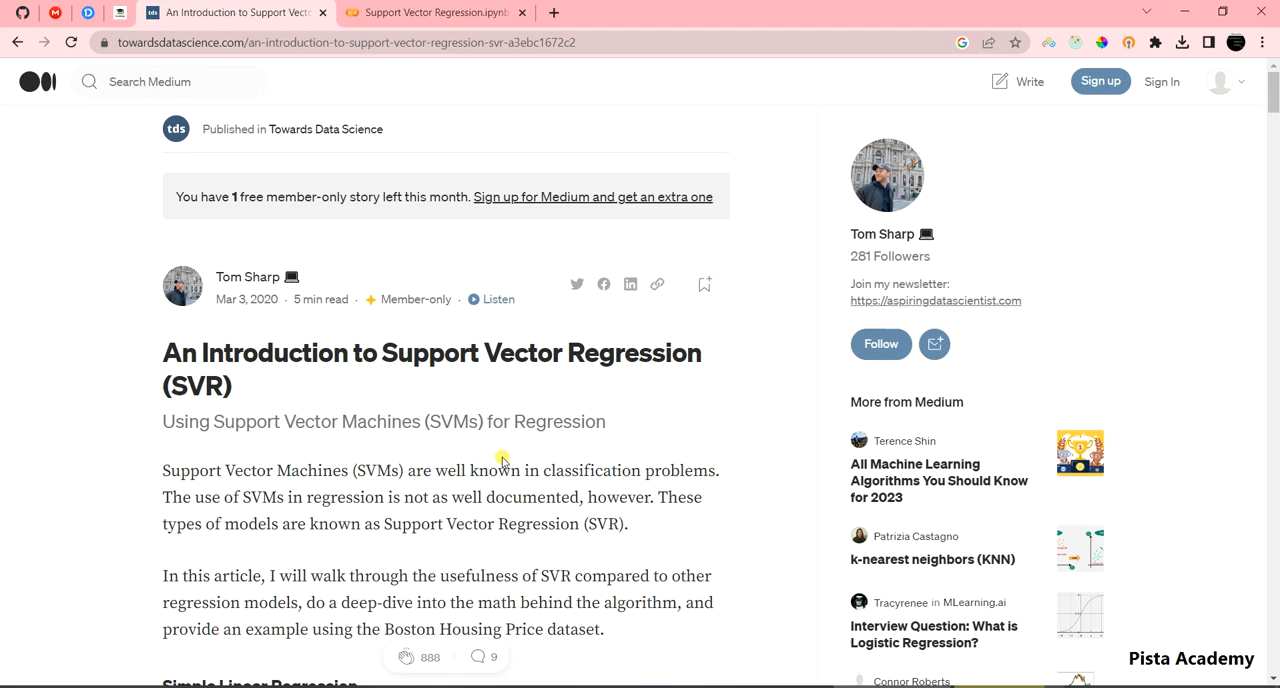 An Introduction to Support Vecto
Support Vector Regression.ipynb
towardsdatascience.com/an-introduction-to-support-vector-regression-svr-a3ebc1672c2
Search Medium
Write
Sign up
Sign In
tds
Published in Towards Data Science
You have 1 free member-only story left this month. Sign up for Medium and get an extra one
Tom Sharp
Mar 3, 2020 · 5 min read · Member-only · Listen
An Introduction to Support Vector Regression
(SVR)
Using Support Vector Machines (SVMs) for Regression
Support Vector Machines (SVMs) are well known in classification problems.
The use of SVMs in regression is not as well documented, however. These
types of models are known as Support Vector Regression (SVR).
In this article, I will walk through the usefulness of SVR compared to other
regression models, do a deep-dive into the math behind the algorithm, and
provide an example using the Boston Housing Price dataset.
888
9
Simple Linear Regression
Tom Sharp
281 Followers
Join my newsletter:
https://aspiringdatascientist.com
Follow
More from Medium
Terence Shin
All Machine Learning
Algorithms You Should Know
for 2023
Patrizia Castagno
k-nearest neighbors (KNN)
Tracyrenee in MLearning.ai
Interview Question: What is
Logistic Regression?
Connor Roberts
Pista Academy